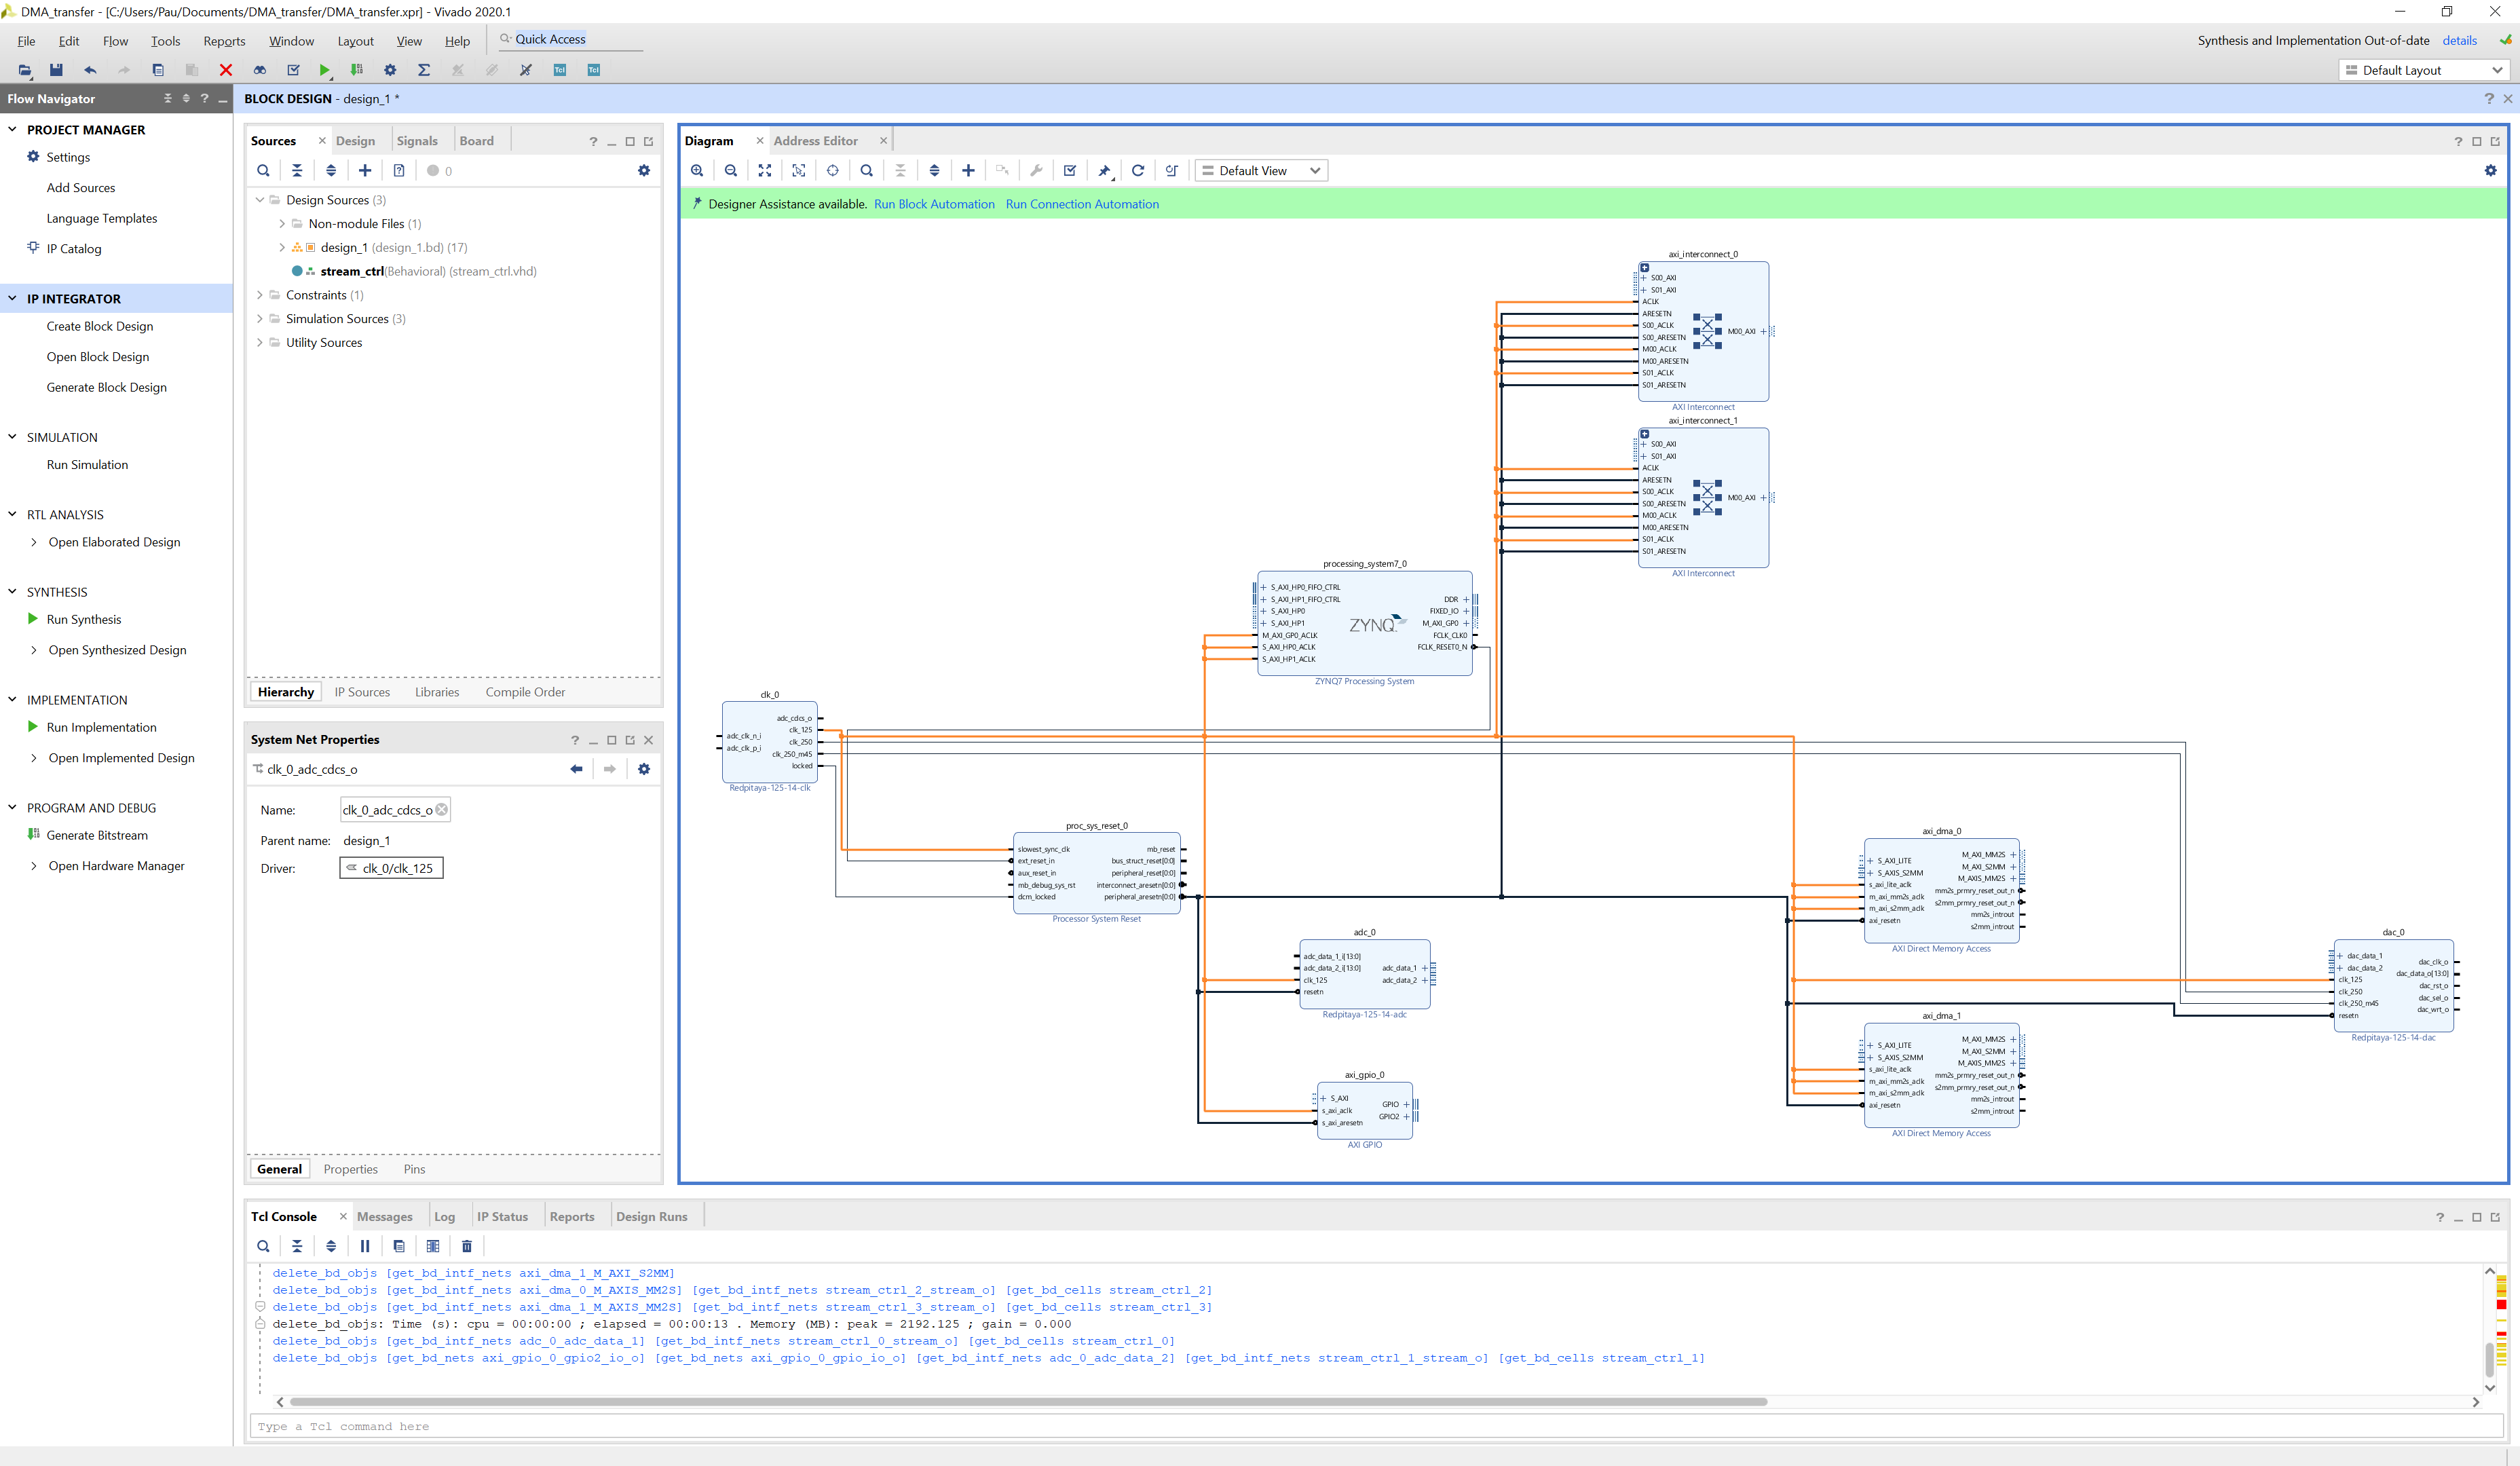 DMA_transfer - [C:/Users/Pau/Documents/DMA_transfer/DMA_transfer.xpr] - Vivado 2020.1
File Edit Flow Tools Reports Window Layout View Help Quick Access
Synthesis and Implementation Out-of-date details
Default Layout
Flow Navigator
PROJECT MANAGER
Settings
Add Sources
Language Templates
IP Catalog
IP INTEGRATOR
Create Block Design
Open Block Design
Generate Block Design
SIMULATION
Run Simulation
RTL ANALYSIS
Open Elaborated Design
SYNTHESIS
Run Synthesis
Open Synthesized Design
IMPLEMENTATION
Run Implementation
Open Implemented Design
PROGRAM AND DEBUG
Generate Bitstream
Open Hardware Manager
BLOCK DESIGN - design_1 *
Sources Design Signals Board
0
Design Sources (3)
Non-module Files (1)
design_1 (design_1.bd) (17)
stream_ctrl(Behavioral) (stream_ctrl.vhd)
Constraints (1)
Simulation Sources (3)
Utility Sources
Hierarchy IP Sources Libraries Compile Order
System Net Properties
clk_0_adc_cdcs_o
Name: clk_0_adc_cdcs_o
Parent name: design_1
Driver: clk_0/clk_125
General Properties Pins
Diagram Address Editor
Default View
Designer Assistance available. Run Block Automation Run Connection Automation
axi_interconnect_0
S00_AXI
S01_AXI
ACLK
ARESETN
S00_ACLK
S00_ARESETN
M00_AXI
M00_ACLK
M00_ARESETN
S01_ACLK
S01_ARESETN
AXI Interconnect
axi_interconnect_1
S00_AXI
S01_AXI
ACLK
ARESETN
S00_ACLK
S00_ARESETN
M00_AXI
M00_ACLK
M00_ARESETN
S01_ACLK
S01_ARESETN
AXI Interconnect
processing_system7_0
S_AXI_HP0_FIFO_CTRL
S_AXI_HP1_FIFO_CTRL DDR
S_AXI_HP0 FIXED_IO
S_AXI_HP1 ZYNQ M_AXI_GP0
M_AXI_GP0_ACLK FCLK_CLK0
S_AXI_HP0_ACLK FCLK_RESET0_N
S_AXI_HP1_ACLK
ZYNQ7 Processing System
clk_0
adc_cdcs_o
clk_125
adc_clk_n_i clk_250
adc_clk_p_i clk_250_m45
locked
Redpitaya-125-14-clk
proc_sys_reset_0
slowest_sync_clk mb_reset
ext_reset_in bus_struct_reset[0:0]
aux_reset_in peripheral_reset[0:0]
mb_debug_sys_rst interconnect_aresetn[0:0]
dcm_locked peripheral_aresetn[0:0]
Processor System Reset
adc_0
adc_data_1_i[13:0]
adc_data_2_i[13:0] adc_data_1
clk_125 adc_data_2
resetn
Redpitaya-125-14-adc
axi_gpio_0
S_AXI GPIO
s_axi_aclk GPIO2
s_axi_aresetn
AXI GPIO
axi_dma_0
M_AXI_MM2S
S_AXI_LITE M_AXI_S2MM
S_AXIS_S2MM M_AXIS_MM2S
s_axi_lite_aclk mm2s_prmry_reset_out_n
m_axi_mm2s_aclk s2mm_prmry_reset_out_n
m_axi_s2mm_aclk mm2s_introut
axi_resetn s2mm_introut
AXI Direct Memory Access
axi_dma_1
M_AXI_MM2S
S_AXI_LITE M_AXI_S2MM
S_AXIS_S2MM M_AXIS_MM2S
s_axi_lite_aclk mm2s_prmry_reset_out_n
m_axi_mm2s_aclk s2mm_prmry_reset_out_n
m_axi_s2mm_aclk mm2s_introut
axi_resetn s2mm_introut
AXI Direct Memory Access
dac_0
dac_data_1 dac_clk_o
dac_data_2 dac_data_o[13:0]
clk_125 dac_rst_o
clk_250 dac_sel_o
clk_250_m45 dac_wrt_o
resetn
Redpitaya-125-14-dac
Tcl Console Messages Log IP Status Reports Design Runs
delete_bd_objs [get_bd_intf_nets axi_dma_1_M_AXI_S2MM]
delete_bd_objs [get_bd_intf_nets axi_dma_0_M_AXIS_MM2S] [get_bd_intf_nets stream_ctrl_2_stream_o] [get_bd_cells stream_ctrl_2]
delete_bd_objs [get_bd_intf_nets axi_dma_1_M_AXIS_MM2S] [get_bd_intf_nets stream_ctrl_3_stream_o] [get_bd_cells stream_ctrl_3]
delete_bd_objs: Time (s): cpu = 00:00:00 ; elapsed = 00:00:13 . Memory (MB): peak = 2192.125 ; gain = 0.000
delete_bd_objs [get_bd_intf_nets adc_0_adc_data_1] [get_bd_intf_nets stream_ctrl_0_stream_o] [get_bd_cells stream_ctrl_0]
delete_bd_objs [get_bd_nets axi_gpio_0_gpio2_io_o] [get_bd_nets axi_gpio_0_gpio_io_o] [get_bd_intf_nets adc_0_adc_data_2] [get_bd_intf_nets stream_ctrl_1_stream_o] [get_bd_cells stream_ctrl_1]
Type a Tcl command here